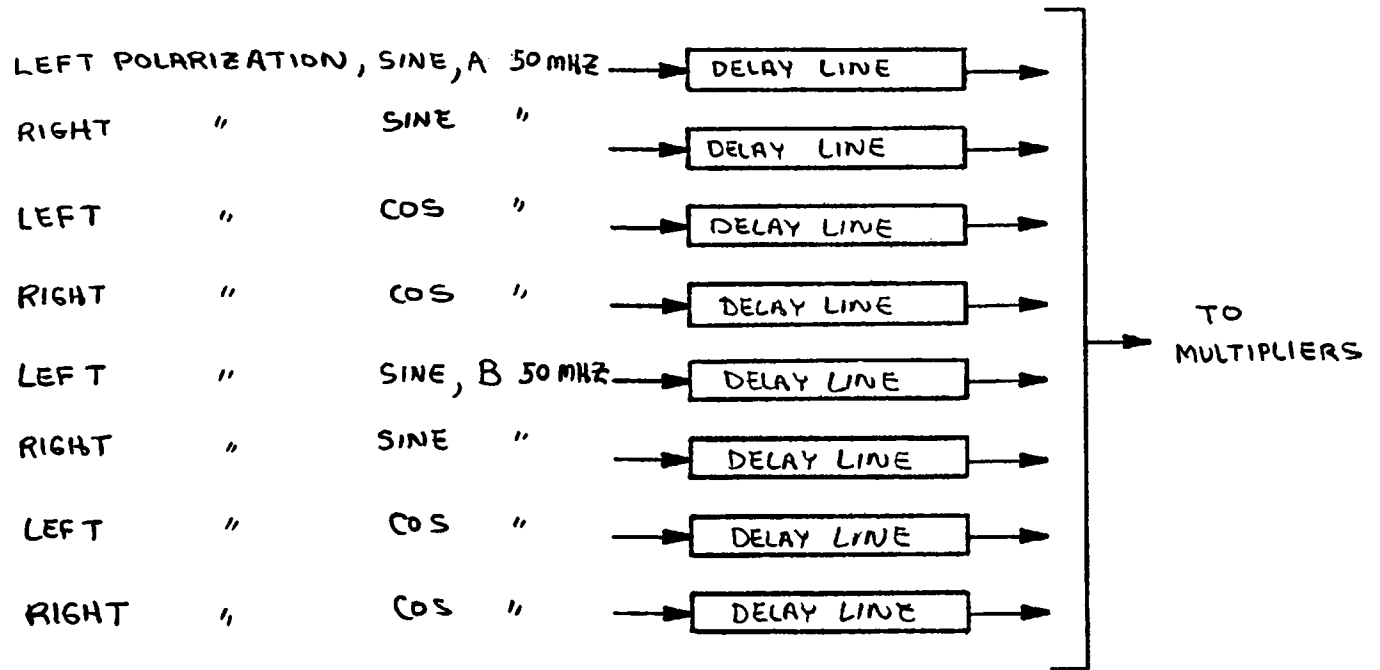 LEFT POLARIZATION, SINE, A 50 MHZ DELAY LINE
RIGHT " SINE " DELAY LINE
LEFT " COS " DELAY LINE
RIGHT " COS " DELAY LINE
LEFT " SINE, B 50 MHZ DELAY LINE
RIGHT " SINE " DELAY LINE
LEFT " COS " DELAY LINE
RIGHT " COS " DELAY LINE
TO
MULTIPLIERS